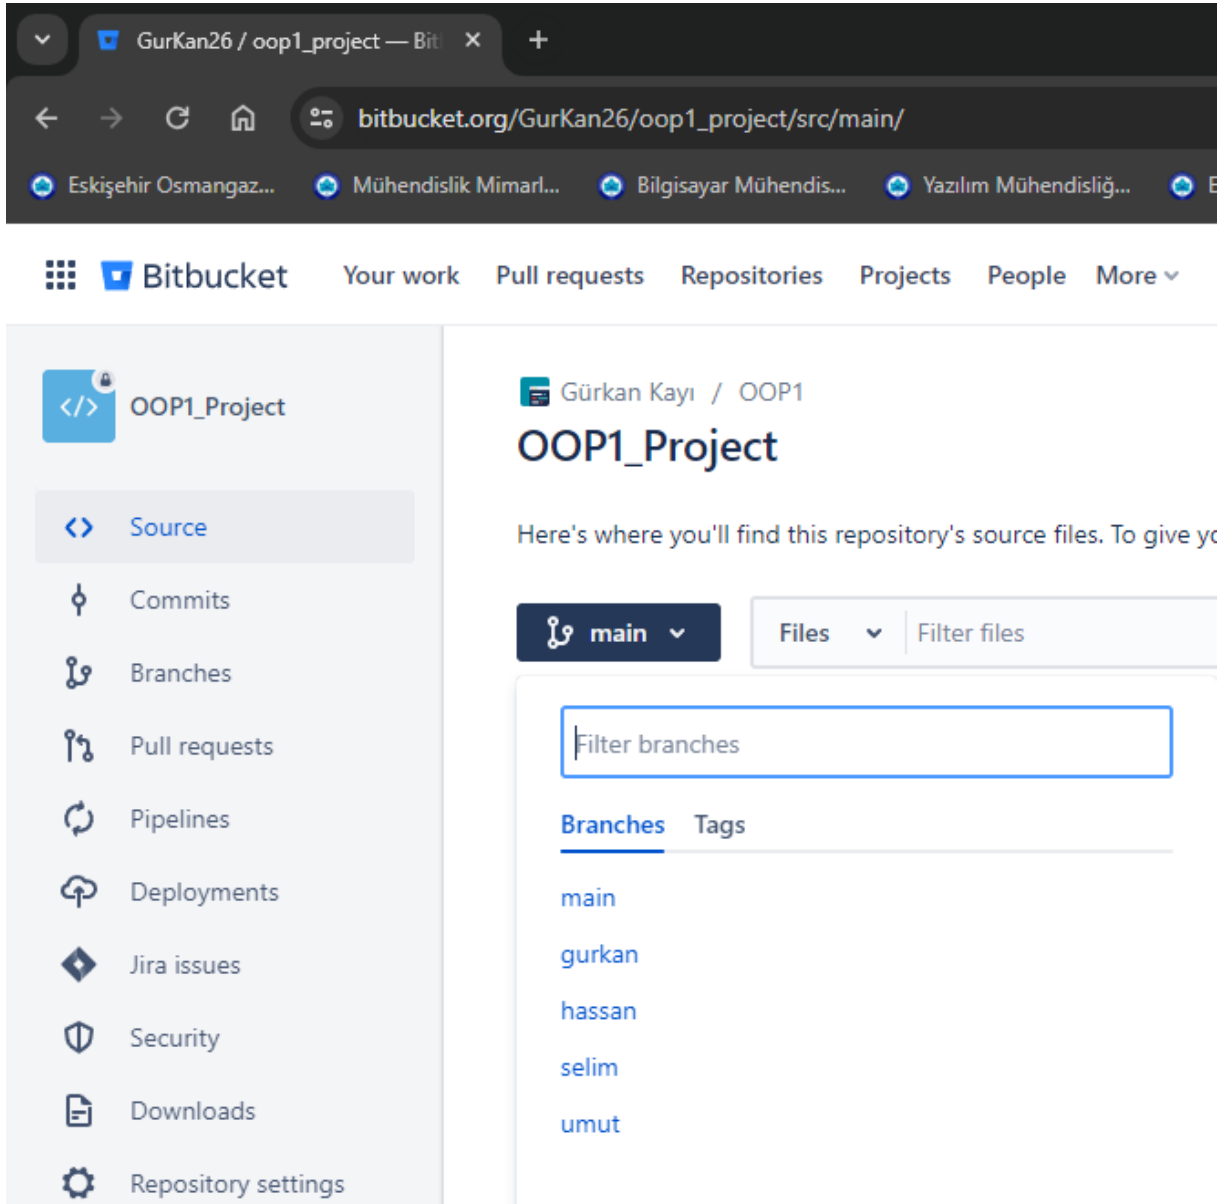 GurKan26 / oop1_project — Bit
bitbucket.org/GurKan26/oop1_project/src/main/
Eskişehir Osmangaz... Mühendislik Mimarl... Bilgisayar Mühendis... Yazılım Mühendisliğ...
Bitbucket Your work Pull requests Repositories Projects People More
OOP1_Project
Source
Commits
Branches
Pull requests
Pipelines
Deployments
Jira issues
Security
Downloads
Repository settings
Gürkan Kayı / OOP1
OOP1_Project
Here's where you'll find this repository's source files. To give
main Files Filter files
Filter branches
Branches Tags
main
gurkan
hassan
selim
umut